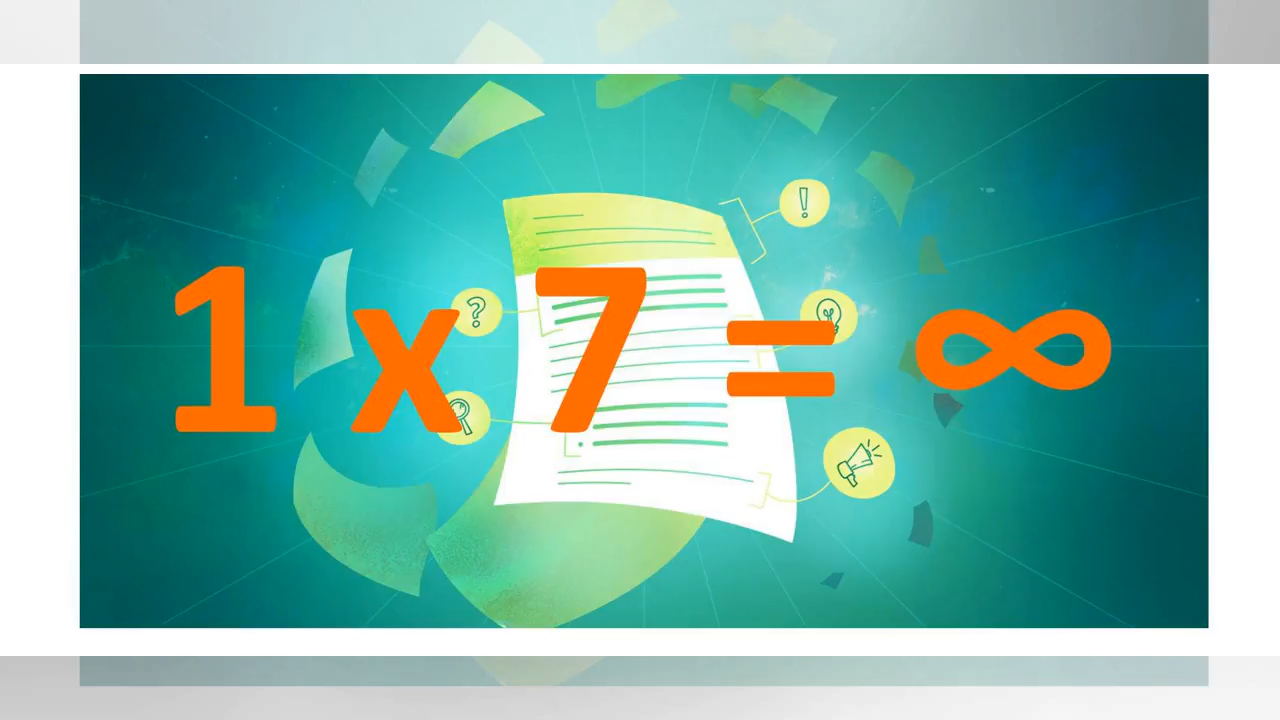 1 x 7 = ∞